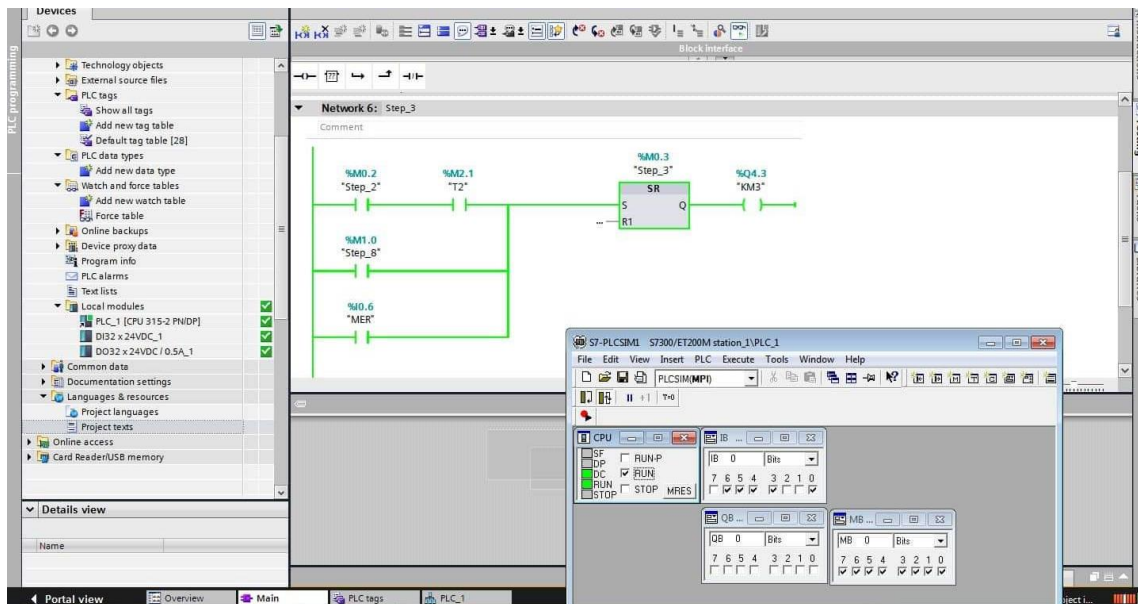 Devices
PLC programming
Block interface
Technology objects
External source files
PLC tags
Show all tags
Add new tag table
Default tag table [28]
PLC data types
Add new data type
Watch and force tables
Add new watch table
Force table
Online backups
Device proxy data
Program info
PLC alarms
Text lists
Local modules
PLC_1 [CPU 315-2 PN/DP]
DI32 x 24VDC_1
DO32 x 24VDC / 0.5A_1
Common data
Documentation settings
Languages & resources
Project languages
Project texts
Online access
Card Reader/USB memory
Details view
Name
??
Network 6: Step_3
Comment
%M0.2
"Step_2"
%M2.1
"T2"
%M0.3
"Step_3"
SR
S
Q
... R1
%Q4.3
"KM3"
%M1.0
"Step_8"
%I0.6
"MER"
S7-PLCSIM1 S7300/ET200M station_1\PLC_1
File Edit View Insert PLC Execute Tools Window Help
PLCSIM(MPI)
T=0
CPU
SF
DP
DC
RUN
STOP
RUN-P
RUN
STOP
MRES
IB ...
IB 0 Bits
7 6 5 4 3 2 1 0
QB ...
QB 0 Bits
7 6 5 4 3 2 1 0
MB ...
MB 0 Bits
7 6 5 4 3 2 1 0
Portal view
Overview
Main
PLC tags
PLC_1